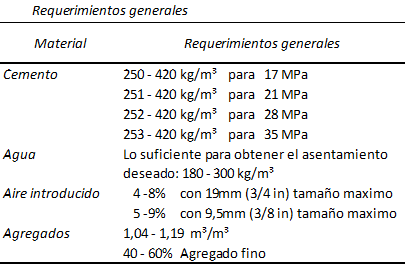 Requerimientos generales
Material Requerimientos generales
Cemento 250 - 420 kg/m³ para 17 MPa
251 - 420 kg/m³ para 21 MPa
252 - 420 kg/m³ para 28 MPa
253 - 420 kg/m³ para 35 MPa
Agua Lo suficiente para obtener el asentamiento
deseado: 180 - 300 kg/m³
Aire introducido 4 -8% con 19mm (3/4 in) tamaño maximo
5 -9% con 9,5mm (3/8 in) tamaño maximo
Agregados 1,04 - 1,19 m³/m³
40 - 60% Agregado fino